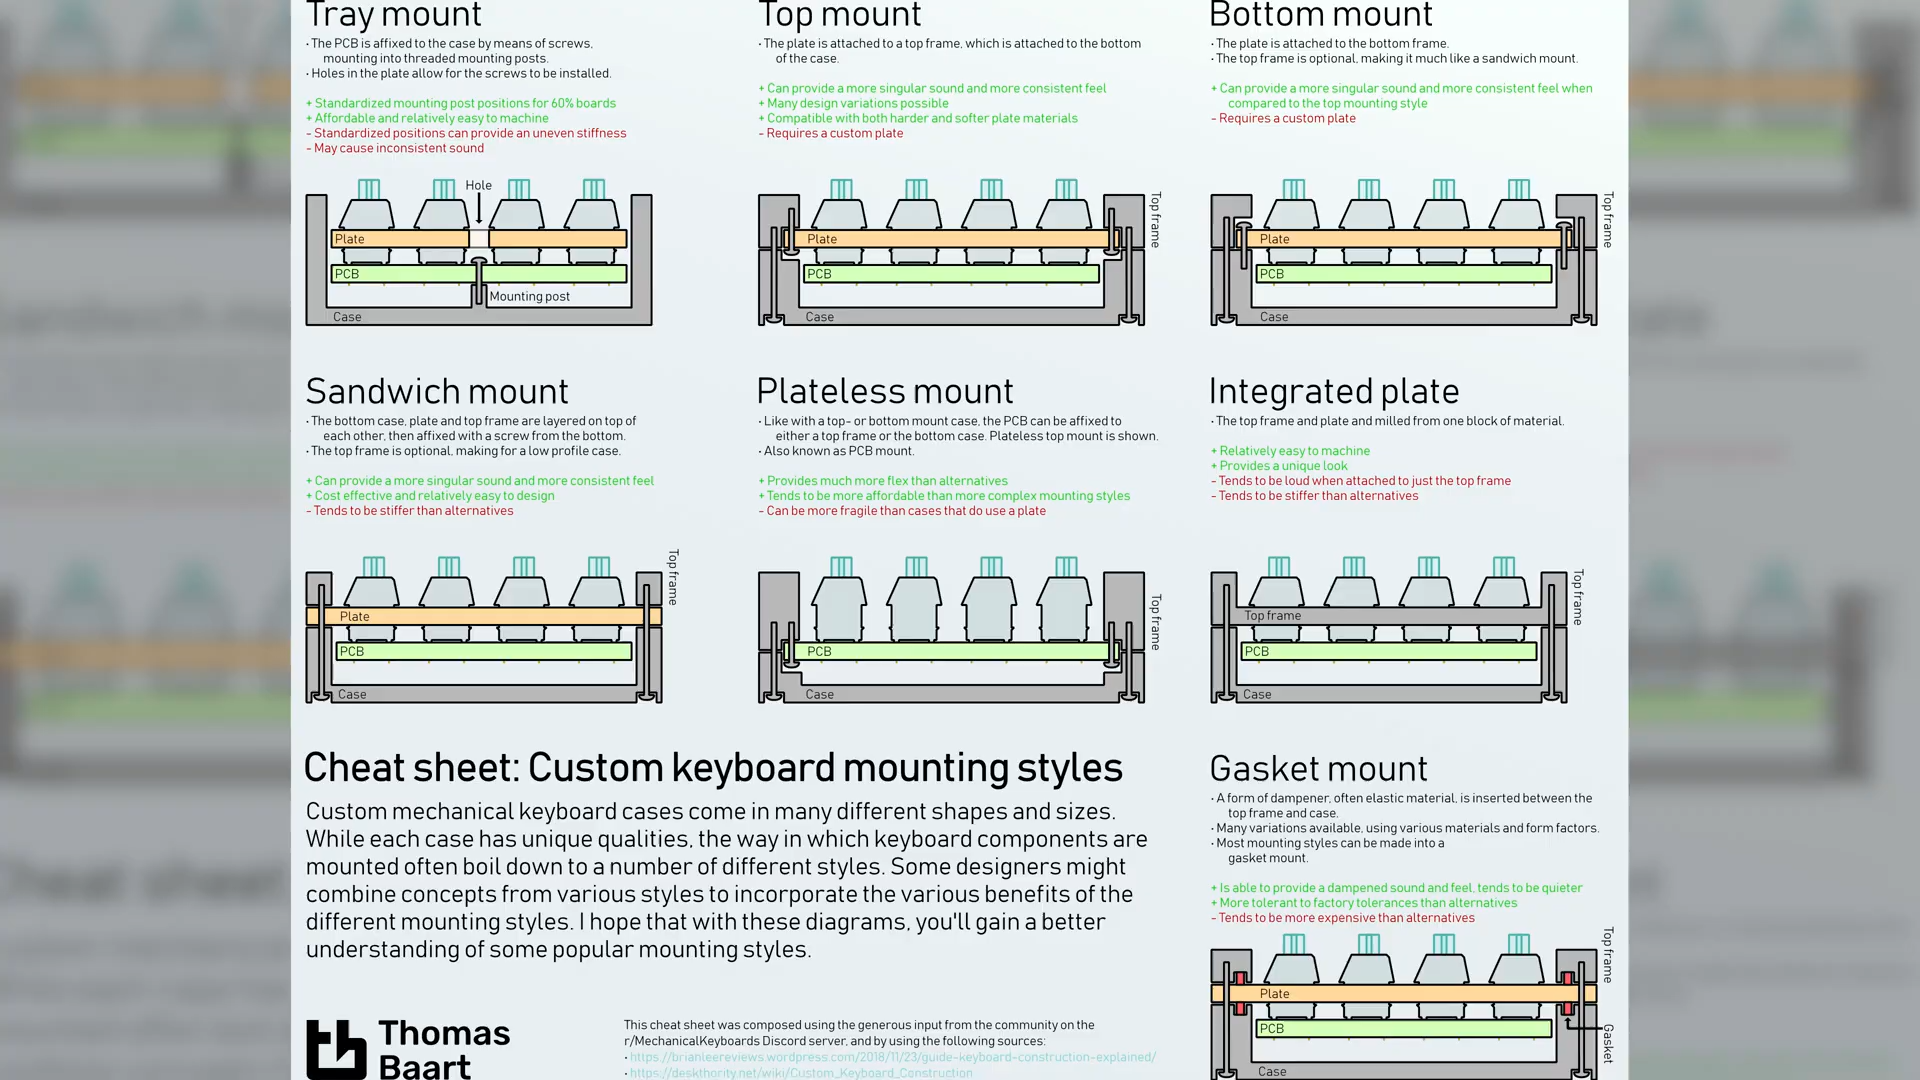 Tray mount
· The PCB is affixed to the case by means of screws,
mounting into threaded mounting posts.
· Holes in the plate allow for the screws to be installed.
+ Standardized mounting post positions for 60% boards
+ Affordable and relatively easy to machine
- Standardized positions can provide an uneven stiffness
- May cause inconsistent sound
Hole
Plate
PCB
Mounting post
Case
Top mount
· The plate is attached to a top frame, which is attached to the bottom
of the case.
+ Can provide a more singular sound and more consistent feel
+ Many design variations possible
+ Compatible with both harder and softer plate materials
- Requires a custom plate
Top frame
Plate
PCB
Case
Bottom mount
· The plate is attached to the bottom frame.
· The top frame is optional, making it much like a sandwich mount.
+ Can provide a more singular sound and more consistent feel when
compared to the top mounting style
- Requires a custom plate
Top frame
Plate
PCB
Case
Sandwich mount
· The bottom case, plate and top frame are layered on top of
each other, then affixed with a screw from the bottom.
· The top frame is optional, making for a low profile case.
+ Can provide a more singular sound and more consistent feel
+ Cost effective and relatively easy to design
- Tends to be stiffer than alternatives
Top frame
Plate
PCB
Case
Plateless mount
· Like with a top- or bottom mount case, the PCB can be affixed to
either a top frame or the bottom case. Plateless top mount is shown.
· Also known as PCB mount.
+ Provides much more flex than alternatives
+ Tends to be more affordable than more complex mounting styles
- Can be more fragile than cases that do use a plate
Top frame
PCB
Case
Integrated plate
· The top frame and plate and milled from one block of material.
+ Relatively easy to machine
+ Provides a unique look
- Tends to be loud when attached to just the top frame
- Tends to be stiffer than alternatives
Top frame
Top frame
PCB
Case
Cheat sheet: Custom keyboard mounting styles
Custom mechanical keyboard cases come in many different shapes and sizes.
While each case has unique qualities, the way in which keyboard components are
mounted often boil down to a number of different styles. Some designers might
combine concepts from various styles to incorporate the various benefits of the
different mounting styles. I hope that with these diagrams, you'll gain a better
understanding of some popular mounting styles.
Gasket mount
· A form of dampener, often elastic material, is inserted between the
top frame and case.
· Many variations available, using various materials and form factors.
· Most mounting styles can be made into a
gasket mount.
+ Is able to provide a dampened sound and feel, tends to be quieter
+ More tolerant to factory tolerances than alternatives
- Tends to be more expensive than alternatives
Top frame
Plate
PCB
Gasket
Case
tb
Thomas
Baart
This cheat sheet was composed using the generous input from the community on the
r/MechanicalKeyboards Discord server, and by using the following sources:
· https://brianleereviews.wordpress.com/2018/11/23/guide-keyboard-construction-explained/
· https://deskthority.net/wiki/Custom_Keyboard_Construction